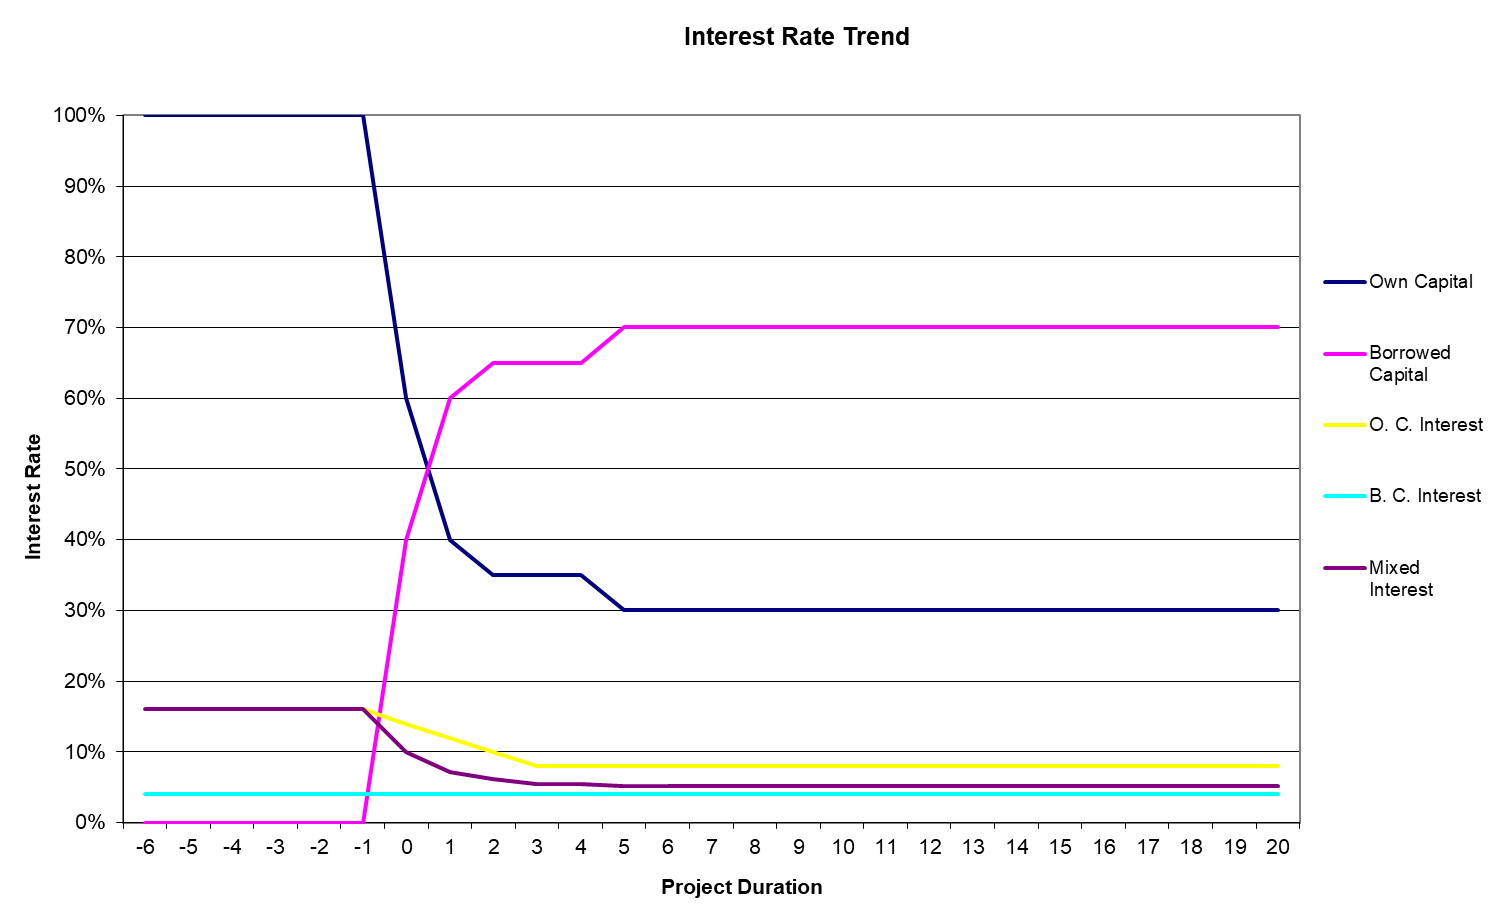 Interest Rate Trend
100%
90%
80%
70%
60%
50%
40%
30%
20%
10%
0%
Interest Rate
-6 -5 -4 -3 -2 -1 0 1 2 3 4 5 6 7 8 9 10 11 12 13 14 15 16 17 18 19 20
Project Duration
Own Capital
Borrowed
Capital
O. C. Interest
B. C. Interest
Mixed
Interest